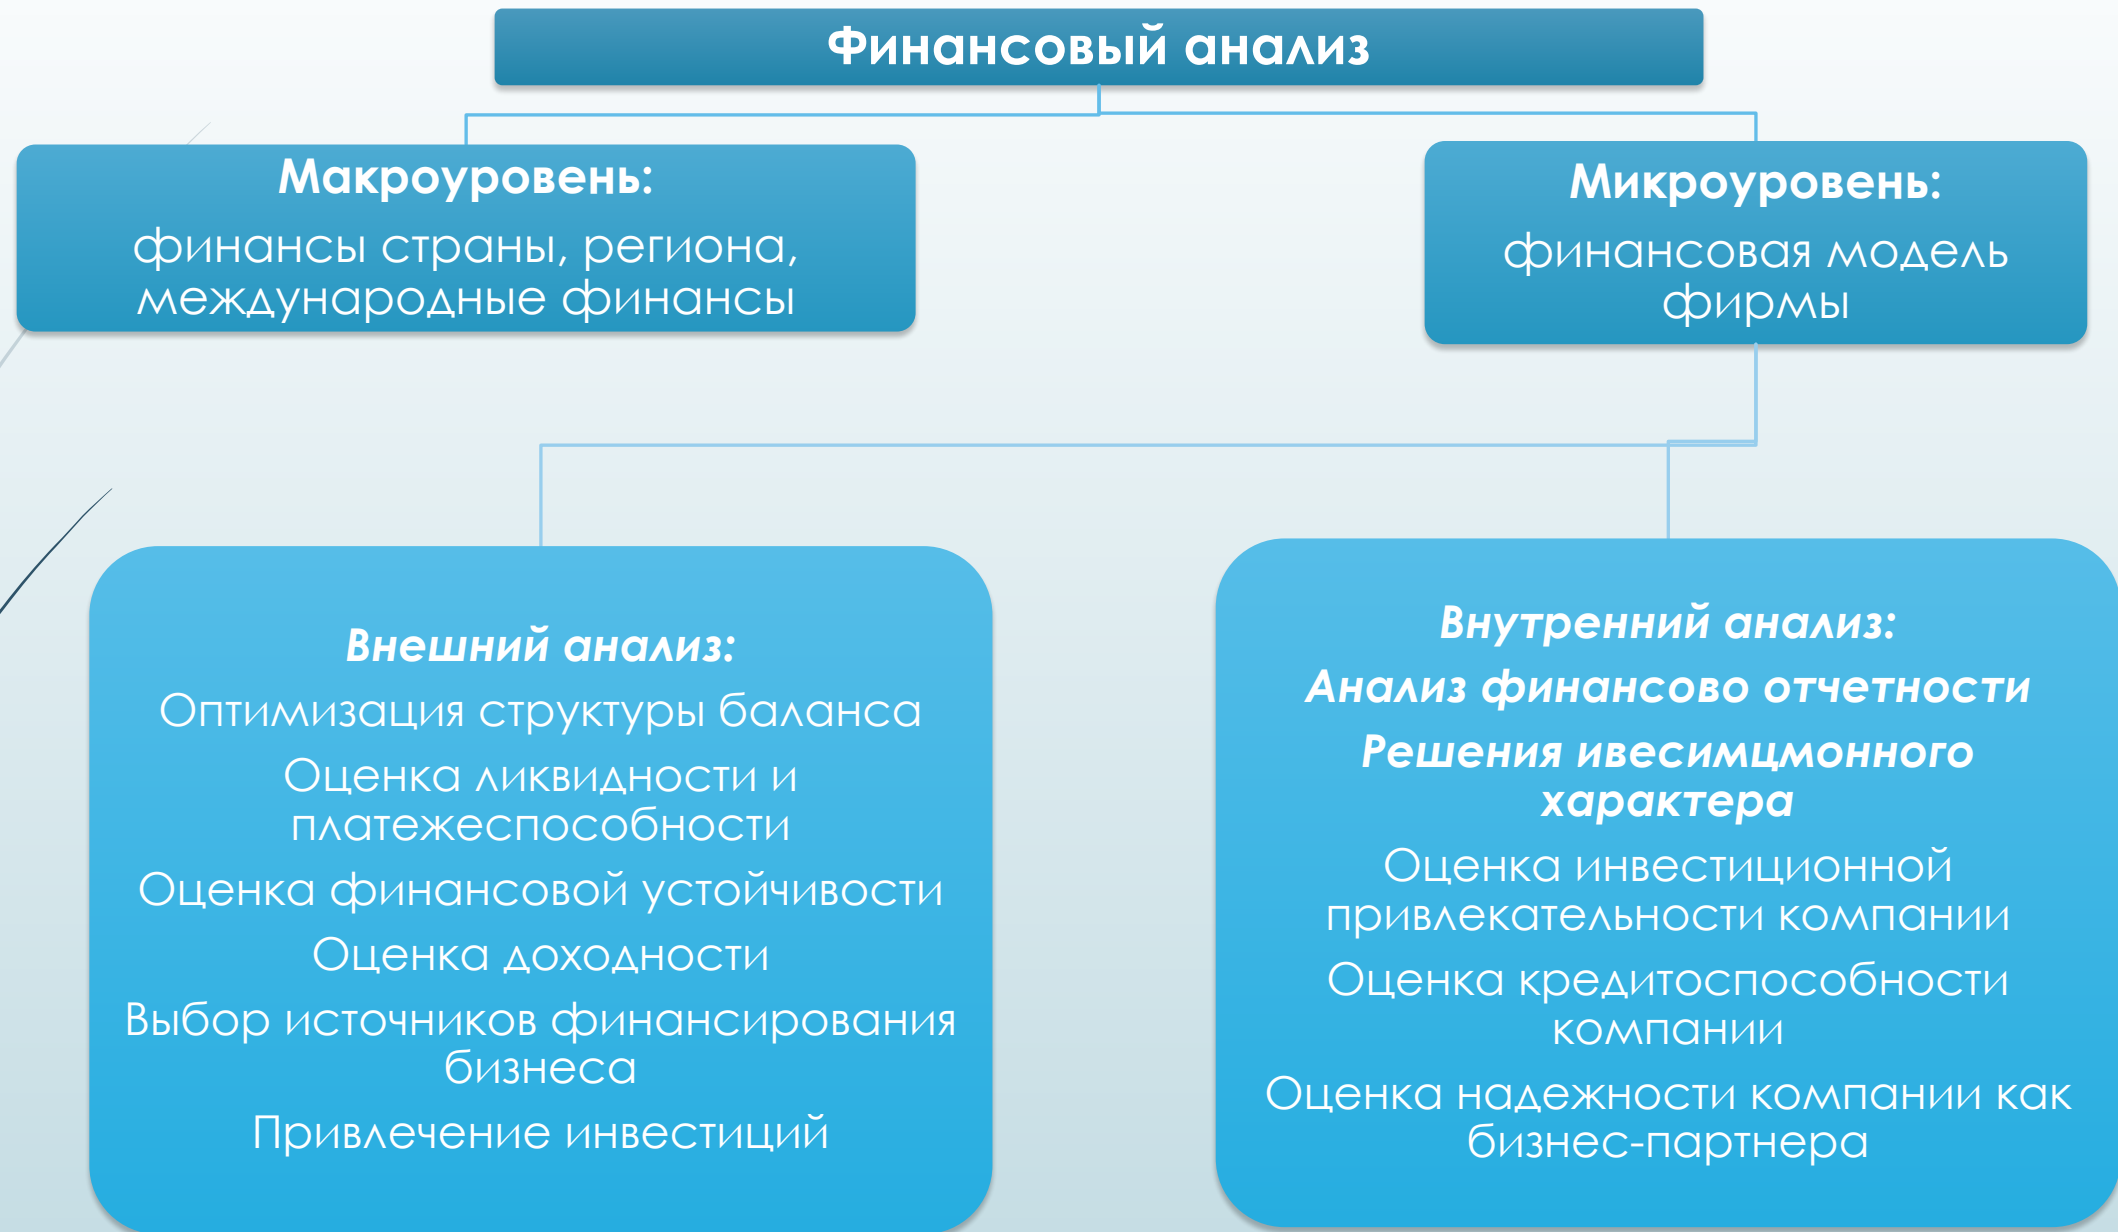 Финансовый анализ
Макроуровень:
финансы страны, региона,
международные финансы
Микроуровень:
финансовая модель
фирмы
Внешний анализ:
Оптимизация структуры баланса
Оценка ликвидности и
платежеспособности
Оценка финансовой устойчивости
Оценка доходности
Выбор источников финансирования
бизнеса
Привлечение инвестиций
Внутренний анализ:
Анализ финансово отчетности
Решения ивесимцмонного
характера
Оценка инвестиционной
привлекательности компании
Оценка кредитоспособности
компании
Оценка надежности компании как
бизнес-партнера